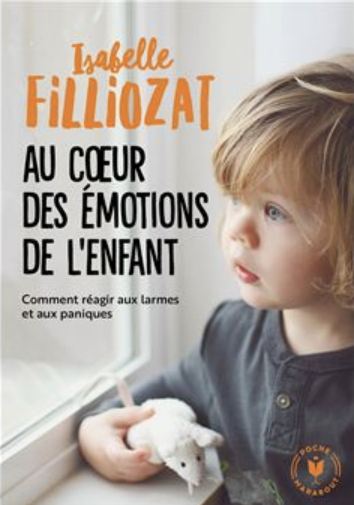 Isabelle
FiLLiOZAT
AU CŒUR
DES ÉMOTIONS
DE L'ENFANT
Comment réagir aux larmes
et aux paniques
POCHE
MARABOUT